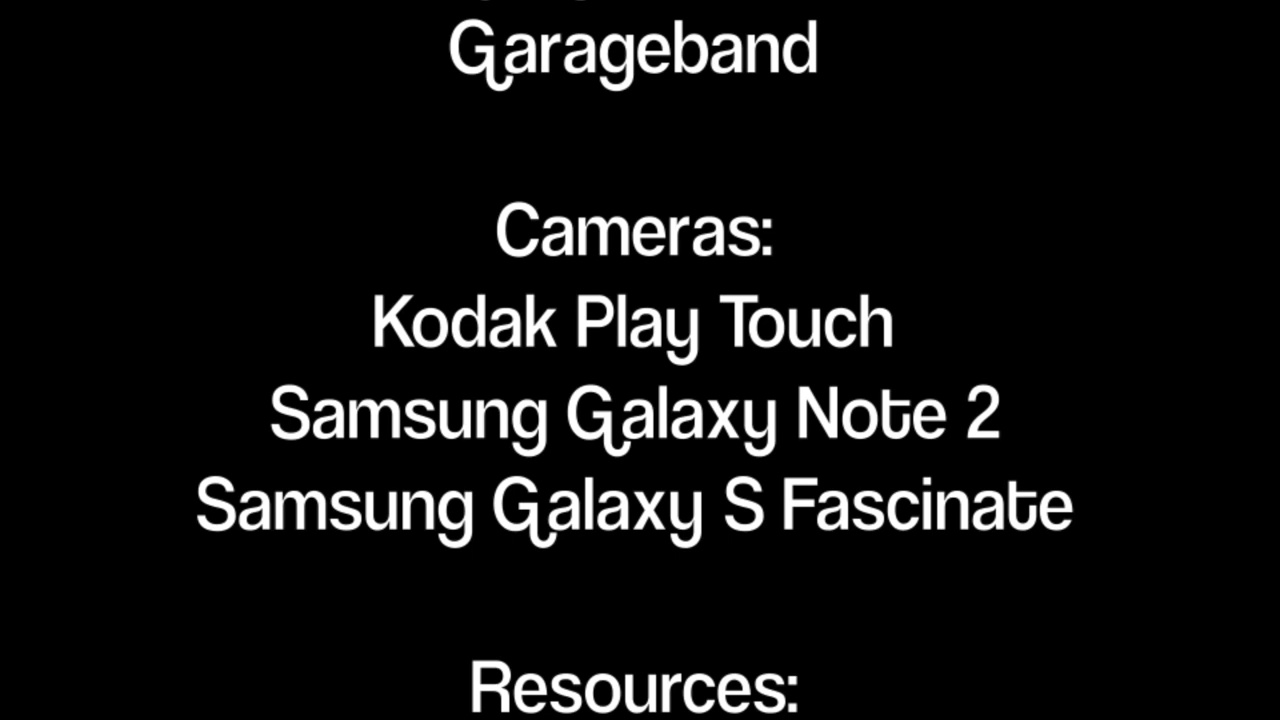 Garageband
Cameras:
Kodak Play Touch
Samsung Galaxy Note 2
Samsung Galaxy S Fascinate
Resources: